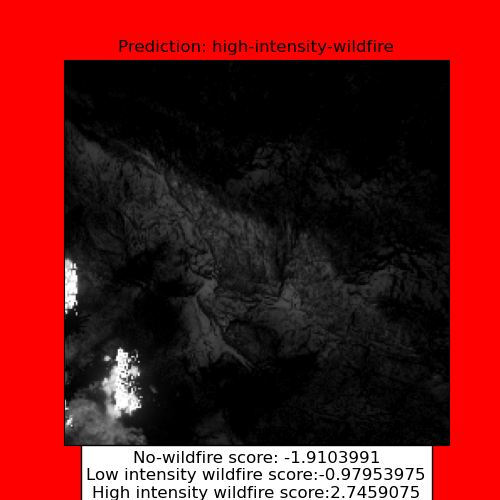 Prediction: high-intensity-wildfire
No-wildfire score: -1.9103991
Low intensity wildfire score:-0.97953975
High intensity wildfire score:2.7459075